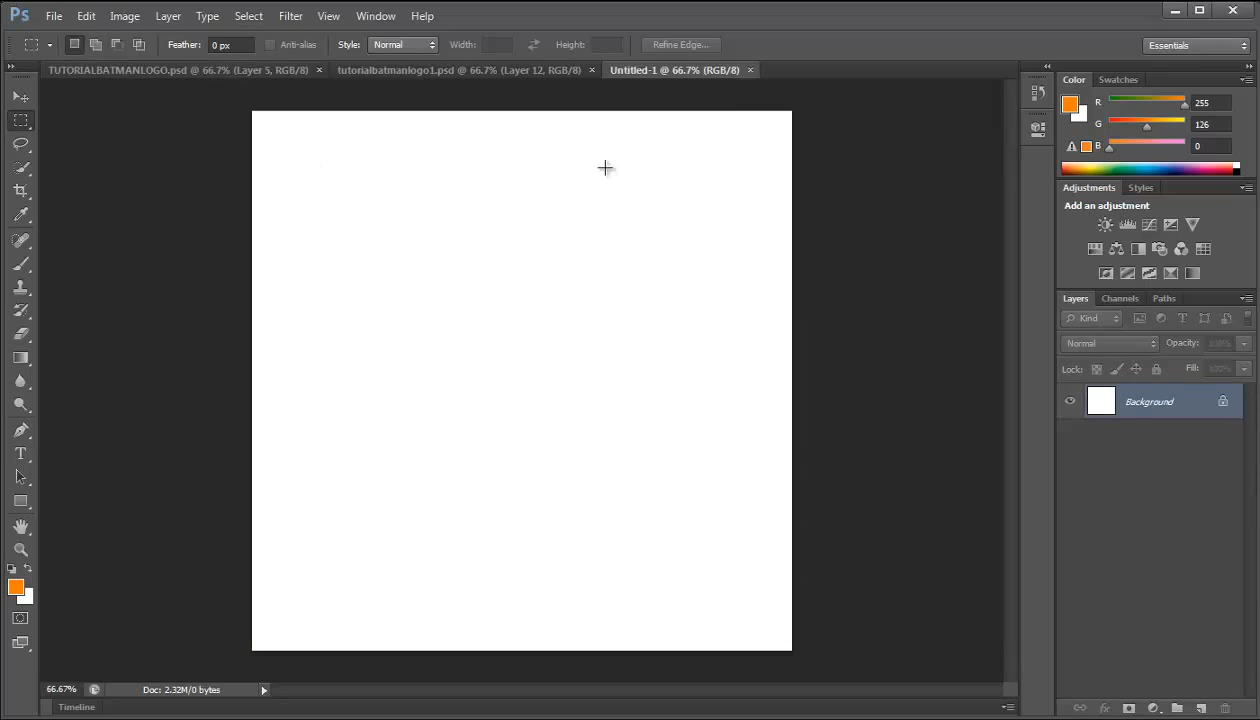 Ps File Edit Image Layer Type Select Filter View Window Help
Feather: 0 px Anti-alias Style: Normal Width: Height: Refine Edge... Essentials
TUTORIALBATMANLOGO.psd @ 66.7% (Layer 5, RGB/8) × tutorialbatmanlogo1.psd @ 66.7% (Layer 12, RGB/8) × Untitled-1 @ 66.7% (RGB/8) ×
Color Swatches
R 255
G 126
B 0
Adjustments Styles
Add an adjustment
Layers Channels Paths
Kind
Normal Opacity: 100%
Lock: Fill: 100%
Background
66.67% Doc: 2.32M/0 bytes
Timeline